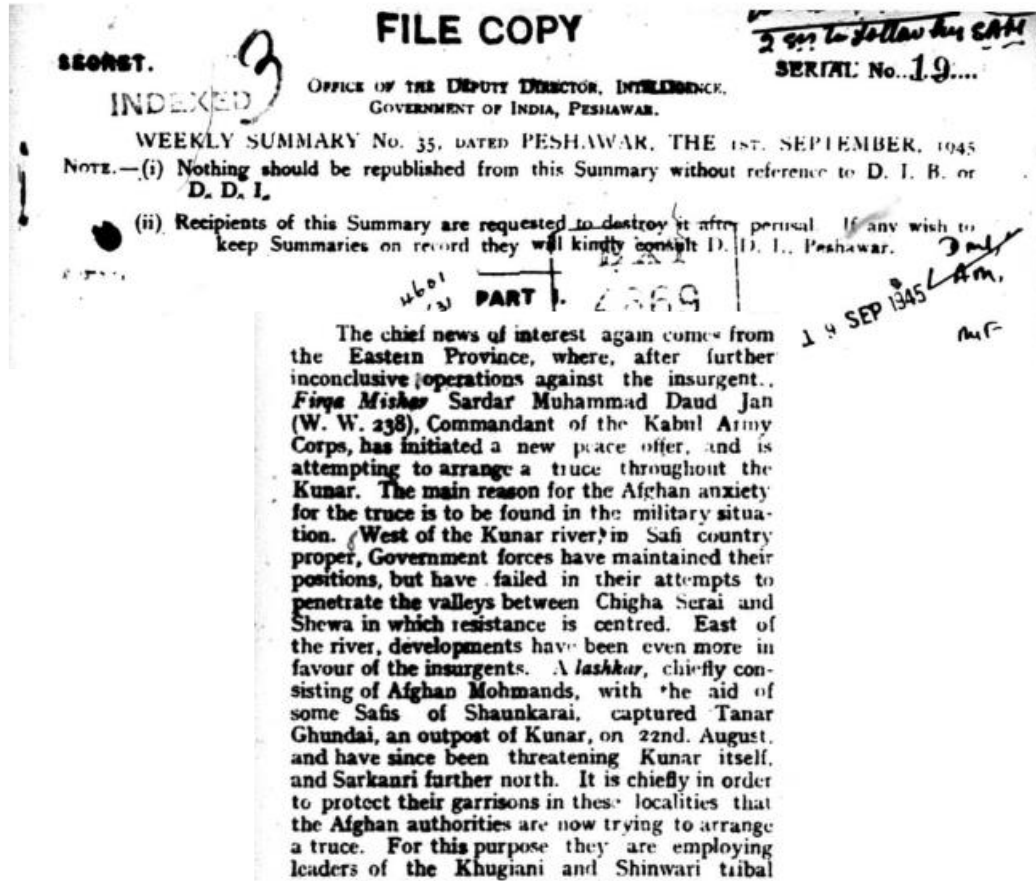 FILE COPY
2 to follow by
SECRET.
3
SERIAL No. 19....
INDEXED
OFFICE OF THE DEPUTY DIRECTOR, INTELLIGENCE,
GOVERNMENT OF INDIA, PESHAWAR.
WEEKLY SUMMARY No. 35, DATED PESHAWAR, THE 1ST. SEPTEMBER, 1945
NOTE.—(i) Nothing should be republished from this Summary without reference to D. I. B. or
D. D. I.
(ii) Recipients of this Summary are requested to destroy it after perusal. If any wish to
keep Summaries on record they will kindly consult D. D. I., Peshawar.
EXT
4601
PART I.
4869
19 SEP 1945
The chief news of interest again comes from
the Eastern Province, where, after further
inconclusive operations against the insurgent.,
Firqa Mishar Sardar Muhammad Daud Jan
(W. W. 238), Commandant of the Kabul Army
Corps, has initiated a new peace offer, and is
attempting to arrange a truce throughout the
Kunar. The main reason for the Afghan anxiety
for the truce is to be found in the military situa-
tion. West of the Kunar river, in Safi country
proper, Government forces have maintained their
positions, but have failed in their attempts to
penetrate the valleys between Chigha Serai and
Shewa in which resistance is centred. East of
the river, developments have been even more in
favour of the insurgents. A lashkar, chiefly con-
sisting of Afghan Mohmands, with the aid of
some Safis of Shaunkarai, captured Tanar
Ghundai, an outpost of Kunar, on 22nd. August,
and have since been threatening Kunar itself,
and Sarkanri further north. It is chiefly in order
to protect their garrisons in these localities that
the Afghan authorities are now trying to arrange
a truce. For this purpose they are employing
leaders of the Khugiani and Shinwari tribal